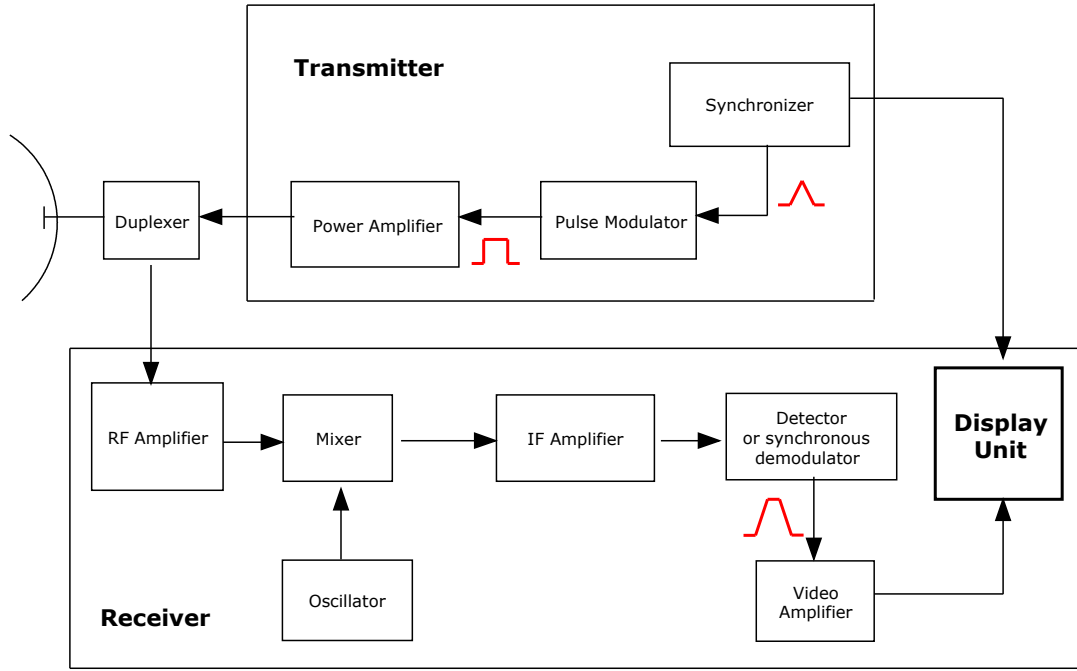 Transmitter
Synchronizer
Duplexer
Power Amplifier
Pulse Modulator
RF Amplifier
Mixer
IF Amplifier
Detector
or synchronous
demodulator
Display
Unit
Oscillator
Video
Amplifier
Receiver